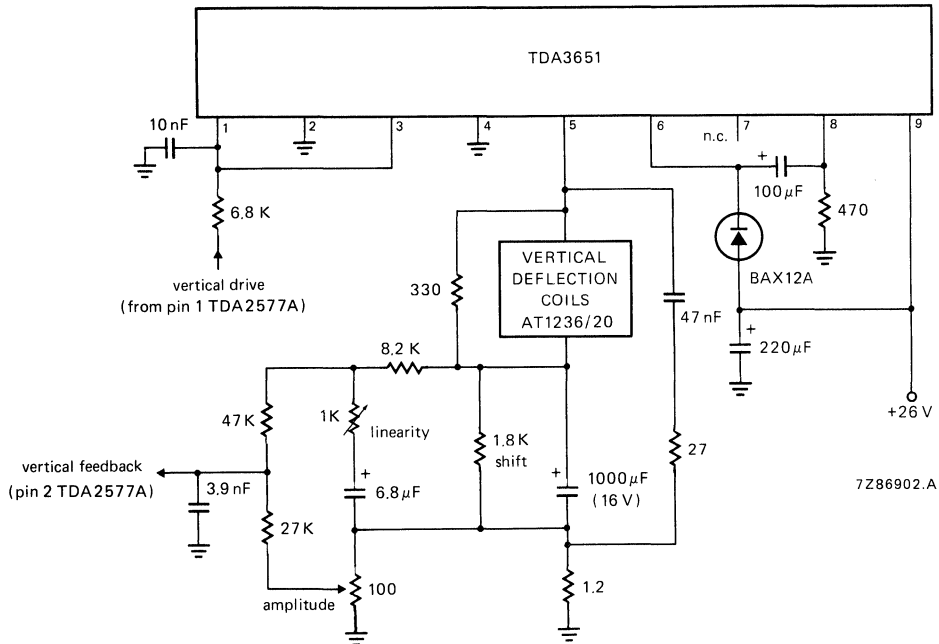 TDA3651
1
2
3
4
5
6
7
8
9
10 nF
n.c.
+
100 µF
6.8 K
470
vertical drive
(from pin 1 TDA2577A)
VERTICAL
DEFLECTION
COILS
AT1236/20
BAX12A
330
47 nF
+
220 µF
8.2 K
+26 V
47 K
1K
linearity
1.8 K
shift
27
vertical feedback
(pin 2 TDA2577A)
3.9 nF
+
6.8 µF
+
1000 µF
(16 V)
7Z86902.A
27 K
100
amplitude
1.2